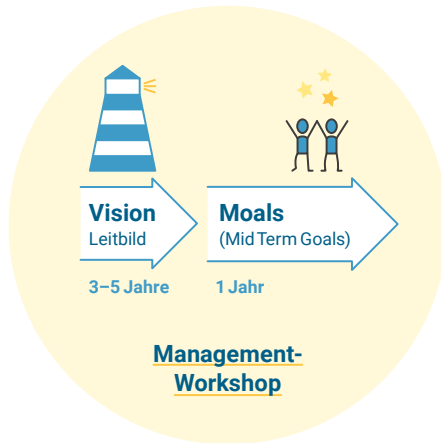 Vision
Leitbild
Moals
(Mid Term Goals)
3–5 Jahre
1 Jahr
Management-
Workshop